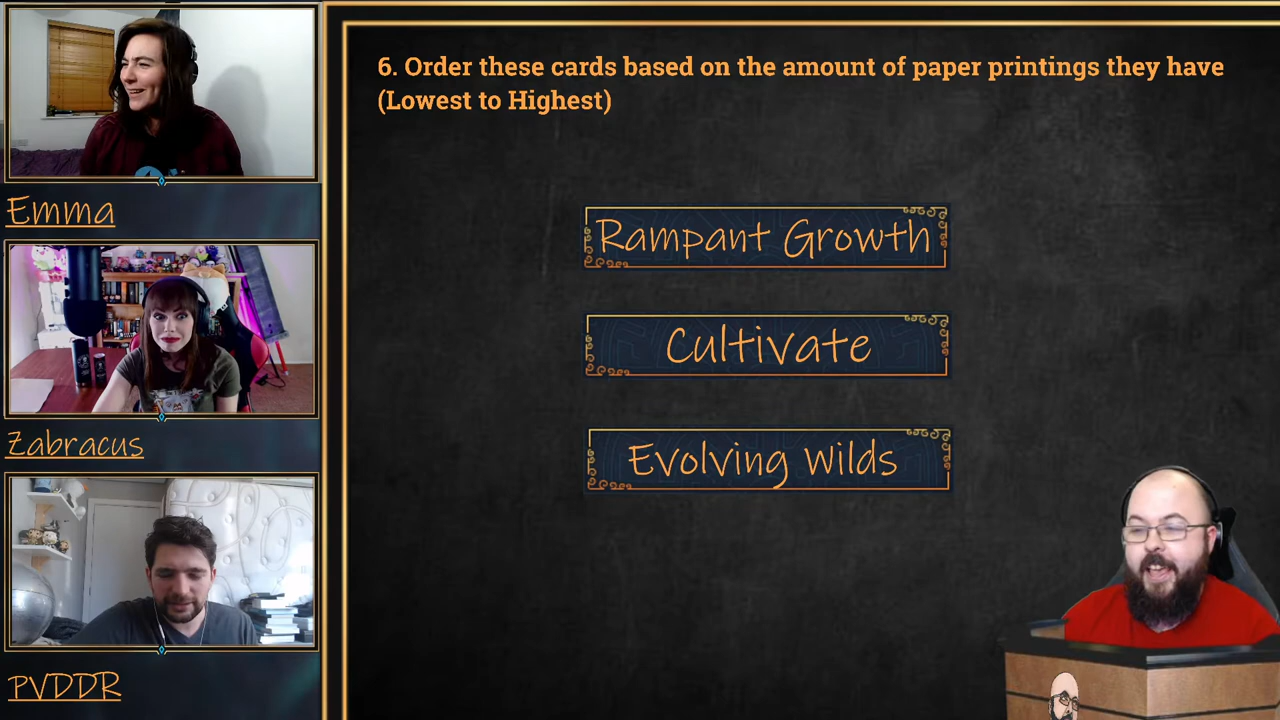 6. Order these cards based on the amount of paper printings they have
(Lowest to Highest)
Rampant Growth
Cultivate
Evolving Wilds
Emma
Zabracus
PVDDR